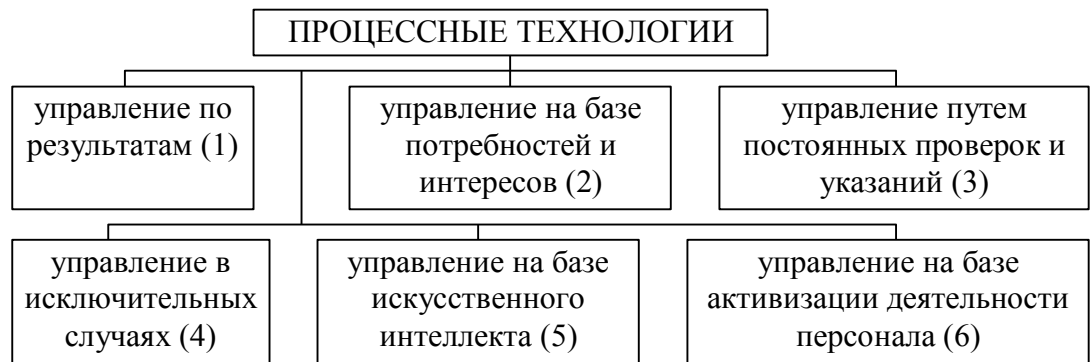 ПРОЦЕССНЫЕ ТЕХНОЛОГИИ
управление по
результатам (1)
управление на базе
потребностей и
интересов (2)
управление путем
постоянных проверок и
указаний (3)
управление в
исключительных
случаях (4)
управление на базе
искусственного
интеллекта (5)
управление на базе
активизации деятельности
персонала (6)